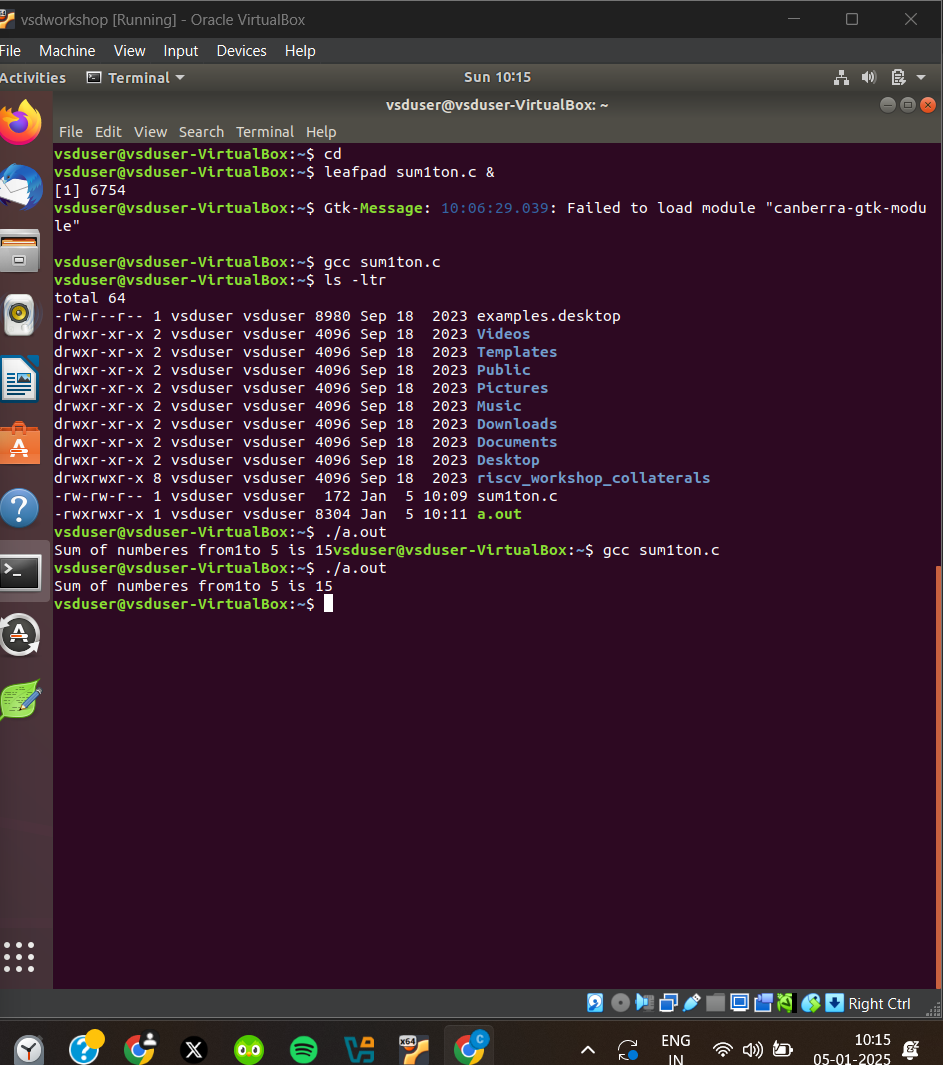 vsdworkshop [Running] - Oracle VirtualBox
File Machine View Input Devices Help
Activities Terminal Sun 10:15
vsduser@vsduser-VirtualBox: ~
File Edit View Search Terminal Help
vsduser@vsduser-VirtualBox:~$ cd
vsduser@vsduser-VirtualBox:~$ leafpad sum1ton.c &
[1] 6754
vsduser@vsduser-VirtualBox:~$ Gtk-Message: 10:06:29.039: Failed to load module "canberra-gtk-modu
le"
vsduser@vsduser-VirtualBox:~$ gcc sum1ton.c
vsduser@vsduser-VirtualBox:~$ ls -ltr
total 64
-rw-r--r-- 1 vsduser vsduser 8980 Sep 18  2023 examples.desktop
drwxr-xr-x 2 vsduser vsduser 4096 Sep 18  2023 Videos
drwxr-xr-x 2 vsduser vsduser 4096 Sep 18  2023 Templates
drwxr-xr-x 2 vsduser vsduser 4096 Sep 18  2023 Public
drwxr-xr-x 2 vsduser vsduser 4096 Sep 18  2023 Pictures
drwxr-xr-x 2 vsduser vsduser 4096 Sep 18  2023 Music
drwxr-xr-x 2 vsduser vsduser 4096 Sep 18  2023 Downloads
drwxr-xr-x 2 vsduser vsduser 4096 Sep 18  2023 Documents
drwxr-xr-x 2 vsduser vsduser 4096 Sep 18  2023 Desktop
drwxrwxr-x 8 vsduser vsduser 4096 Sep 18  2023 riscv_workshop_collaterals
-rw-rw-r-- 1 vsduser vsduser  172 Jan  5 10:09 sum1ton.c
-rwxrwxr-x 1 vsduser vsduser 8304 Jan  5 10:11 a.out
vsduser@vsduser-VirtualBox:~$ ./a.out
Sum of numberes from1to 5 is 15vsduser@vsduser-VirtualBox:~$ gcc sum1ton.c
vsduser@vsduser-VirtualBox:~$ ./a.out
Sum of numberes from1to 5 is 15
vsduser@vsduser-VirtualBox:~$
Right Ctrl
ENG 10:15
IN 05-01-2025